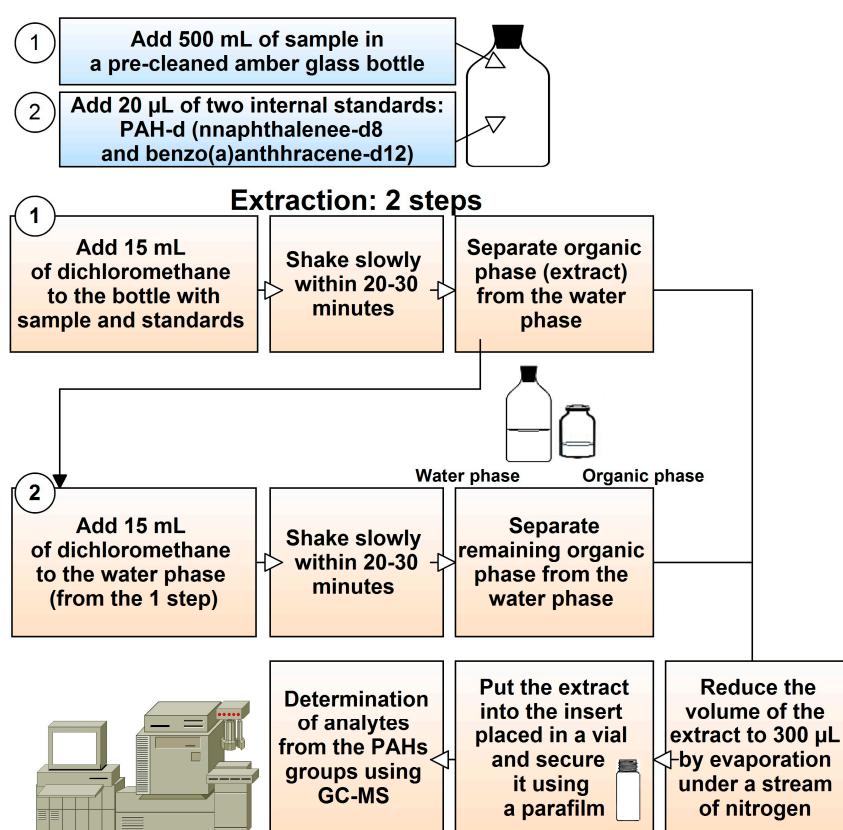 1
Add 500 mL of sample in
a pre-cleaned amber glass bottle
2
Add 20 µL of two internal standards:
PAH-d (nnaphthalenee-d8
and benzo(a)anthhracene-d12)
Extraction: 2 steps
1
Add 15 mL
of dichloromethane
to the bottle with
sample and standards
Shake slowly
within 20-30
minutes
Separate organic
phase (extract)
from the water
phase
Water phase
Organic phase
2
Add 15 mL
of dichloromethane
to the water phase
(from the 1 step)
Shake slowly
within 20-30
minutes
Separate
remaining organic
phase from the
water phase
Reduce the
volume of the
extract to 300 µL
by evaporation
under a stream
of nitrogen
Put the extract
into the insert
placed in a vial
and secure
it using
a parafilm
Determination
of analytes
from the PAHs
groups using
GC-MS